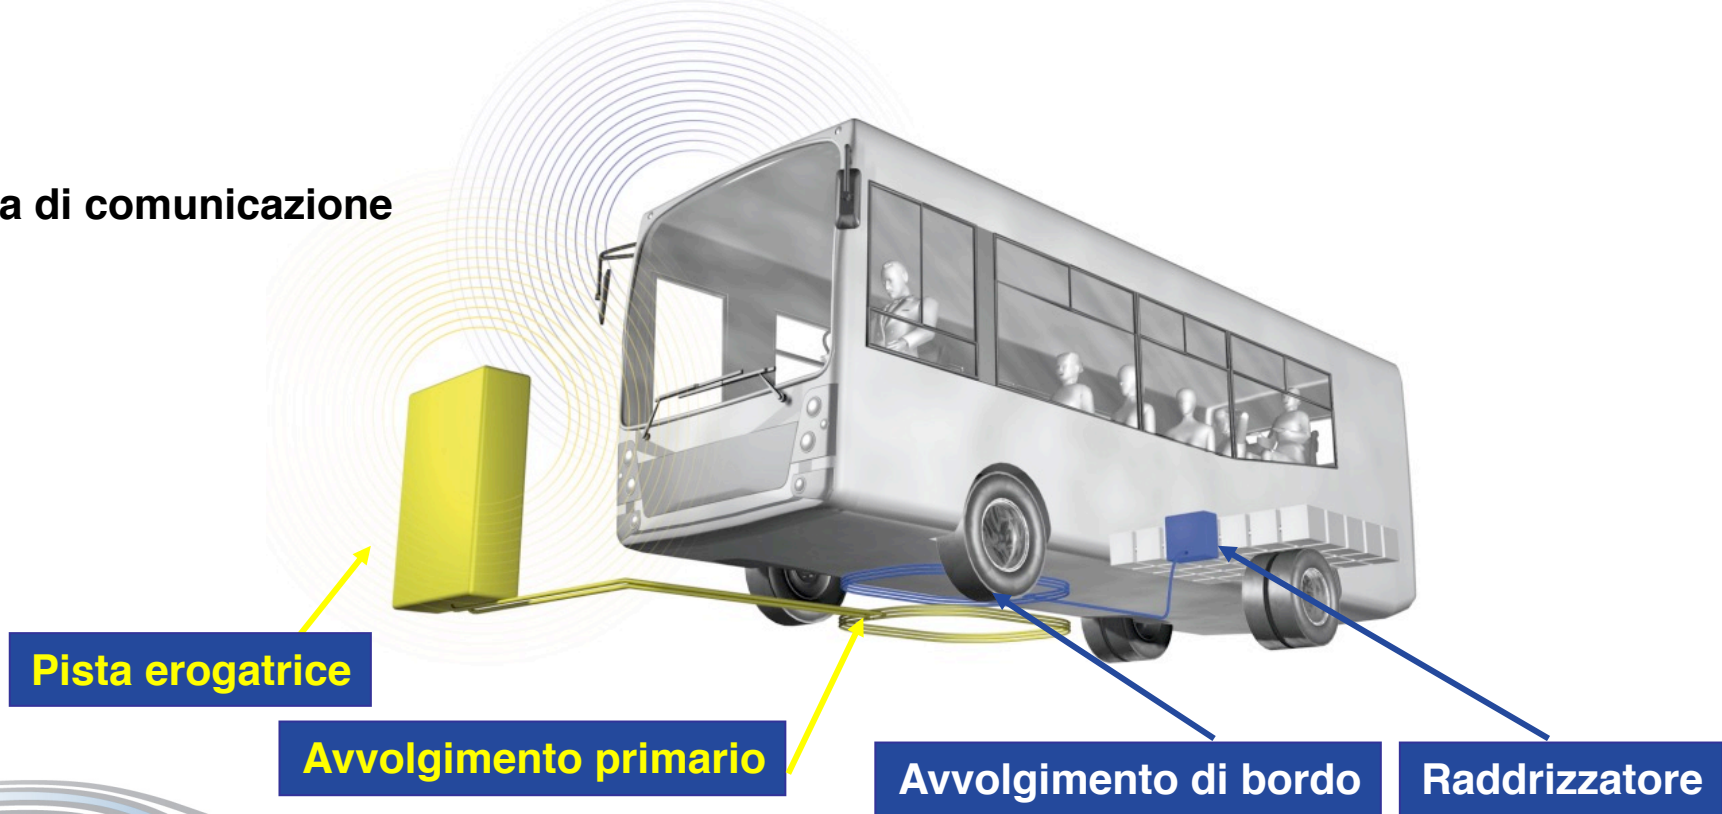 a di comunicazione
Pista erogatrice
Avvolgimento primario
Avvolgimento di bordo
Raddrizzatore